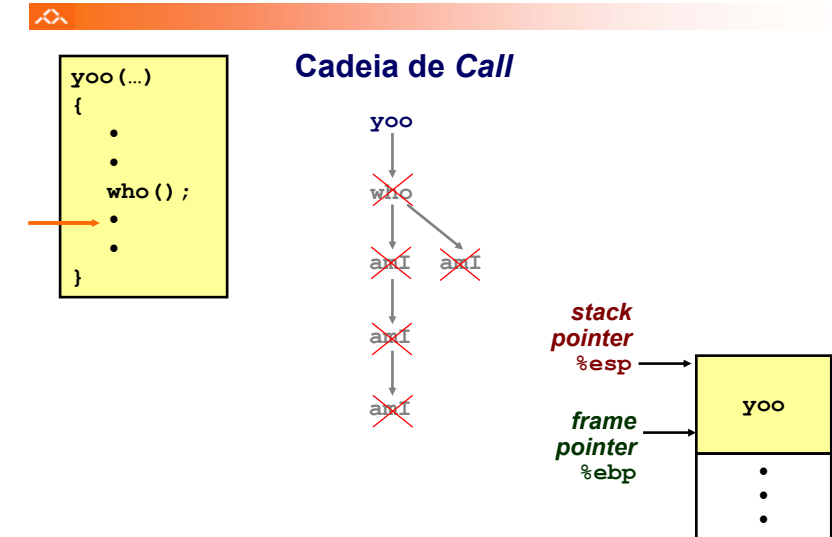 Cadeia de Call
yoo(…)
{
•
•
who();
•
•
}
yoo
who
amI amI
amI
amI
stack
pointer
%esp
yoo
frame
pointer
%ebp
•
•
•